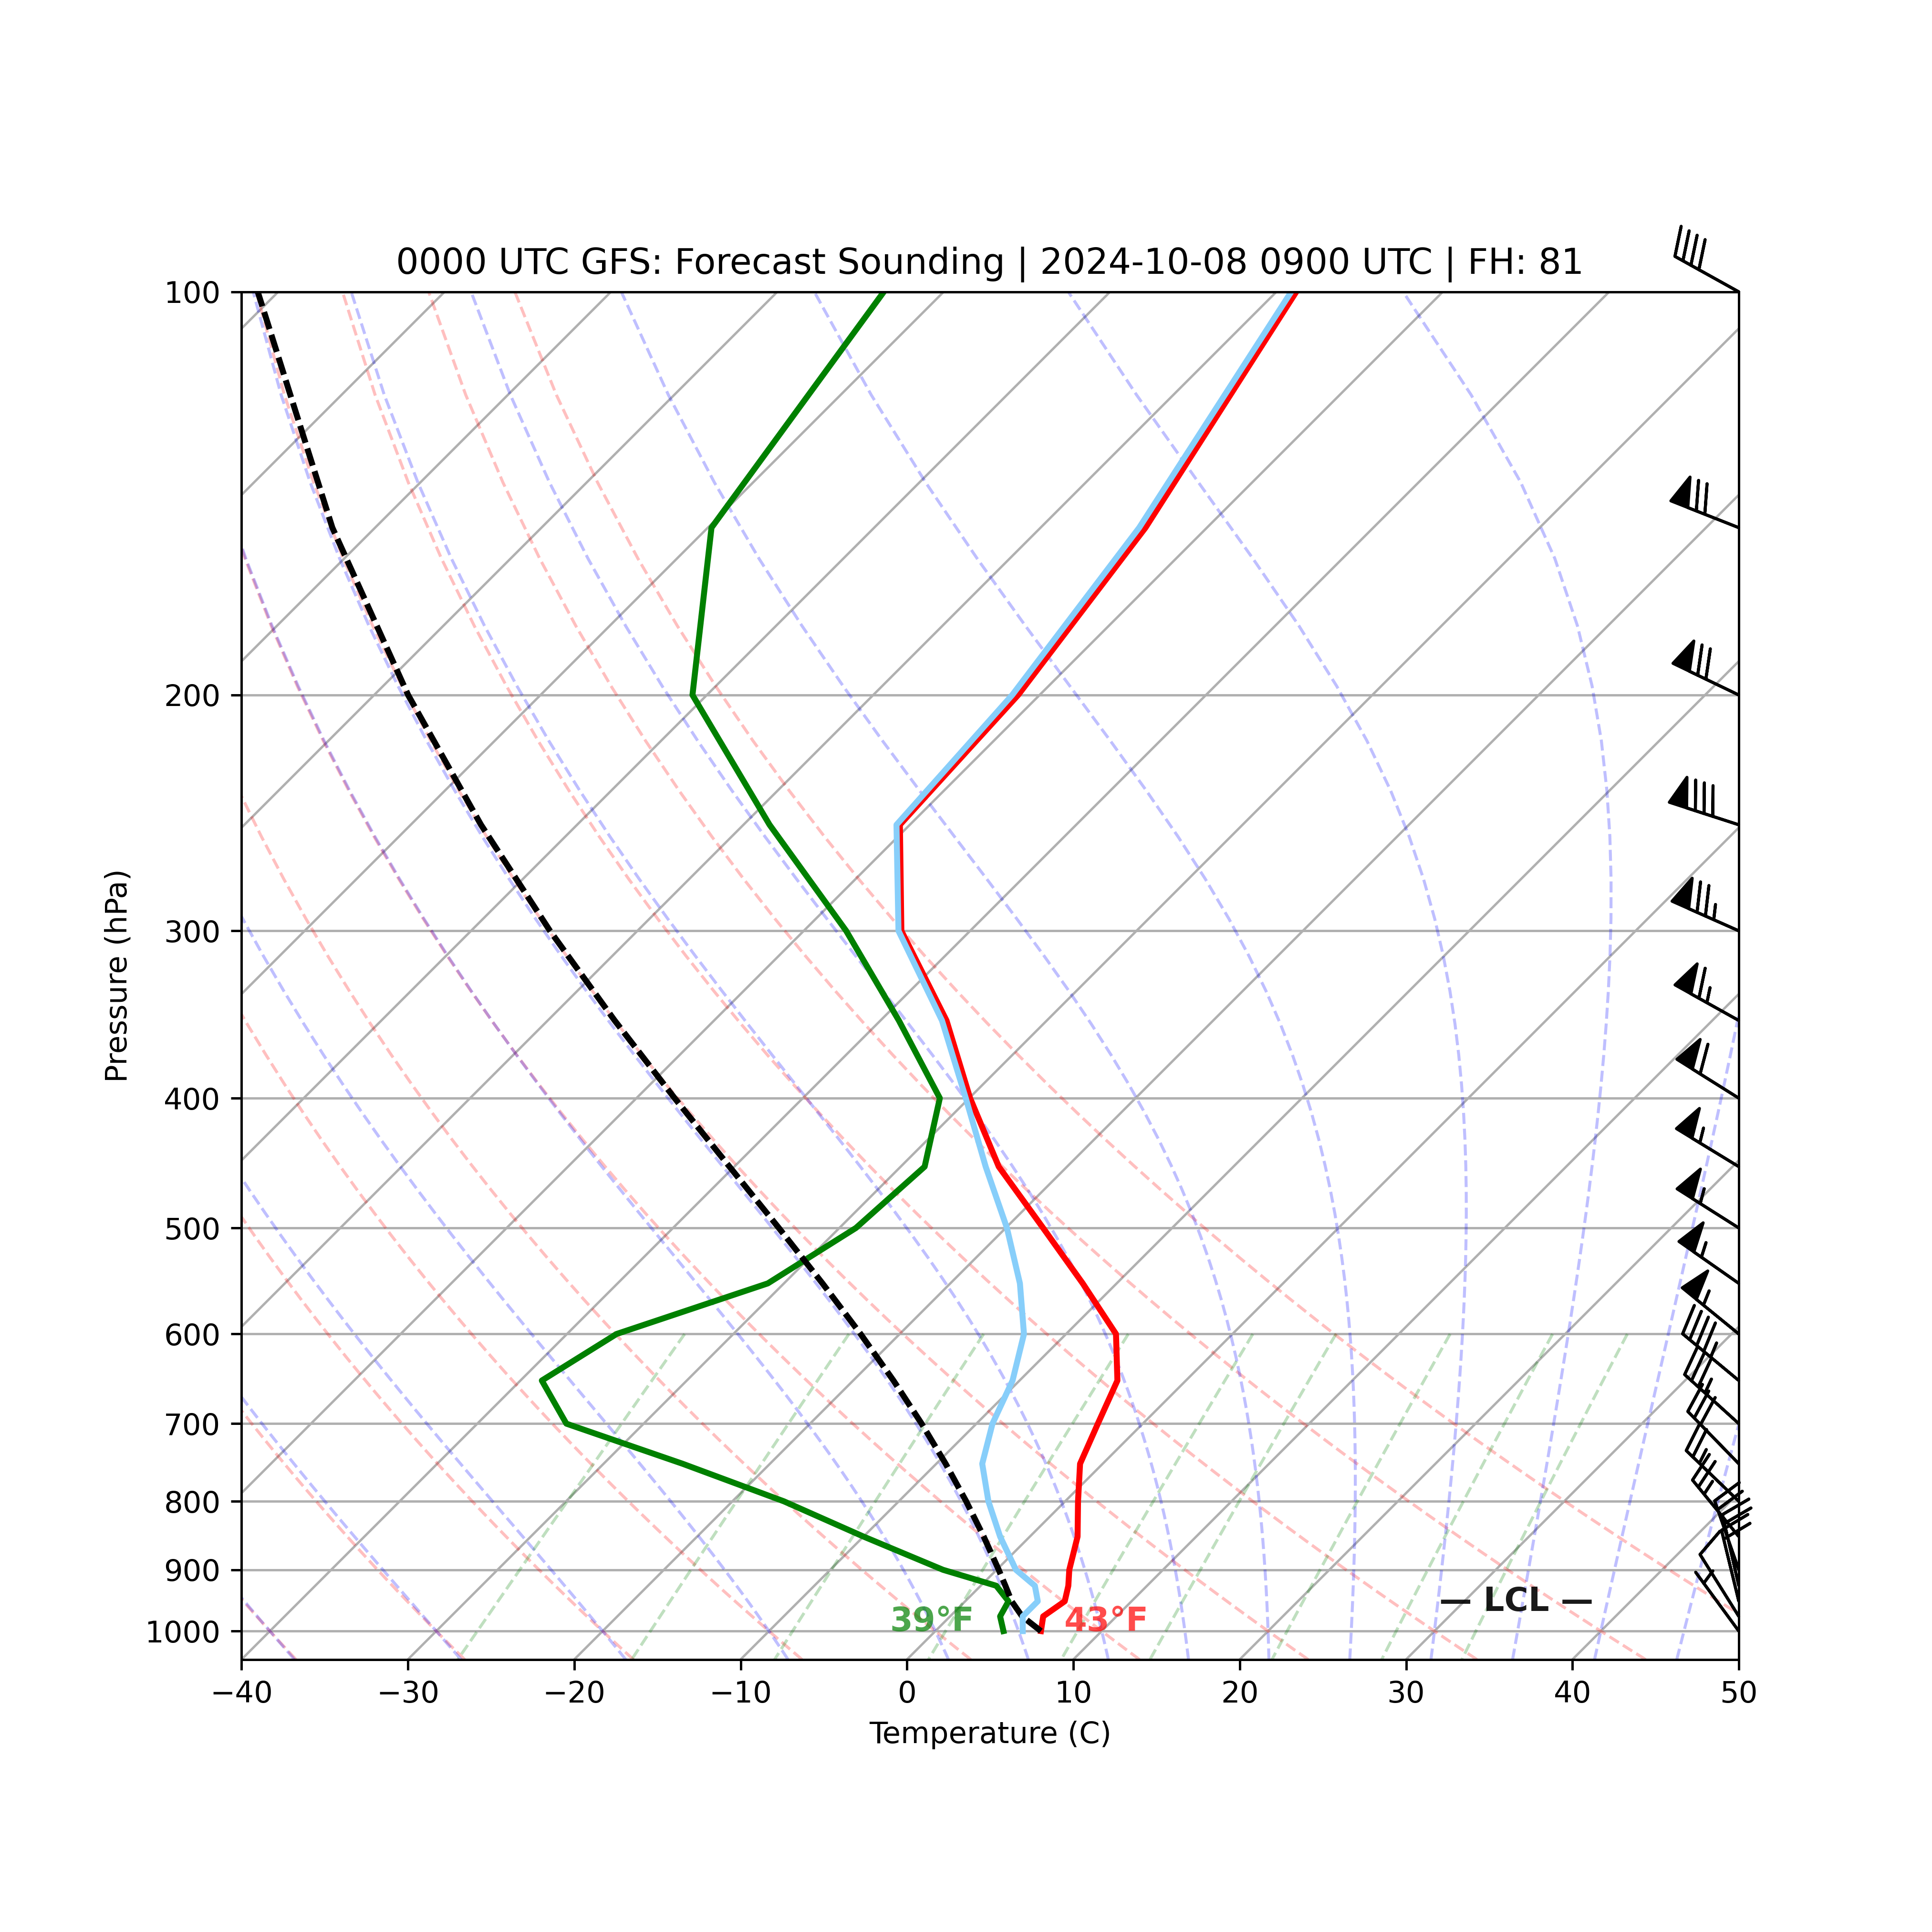 0000 UTC GFS: Forecast Sounding | 2024-10-08 0900 UTC | FH: 81
100
200
300
400
500
600
700
800
900
1000
Pressure (hPa)
39°F
43°F
— LCL —
−40 −30 −20 −10 0 10 20 30 40 50
Temperature (C)